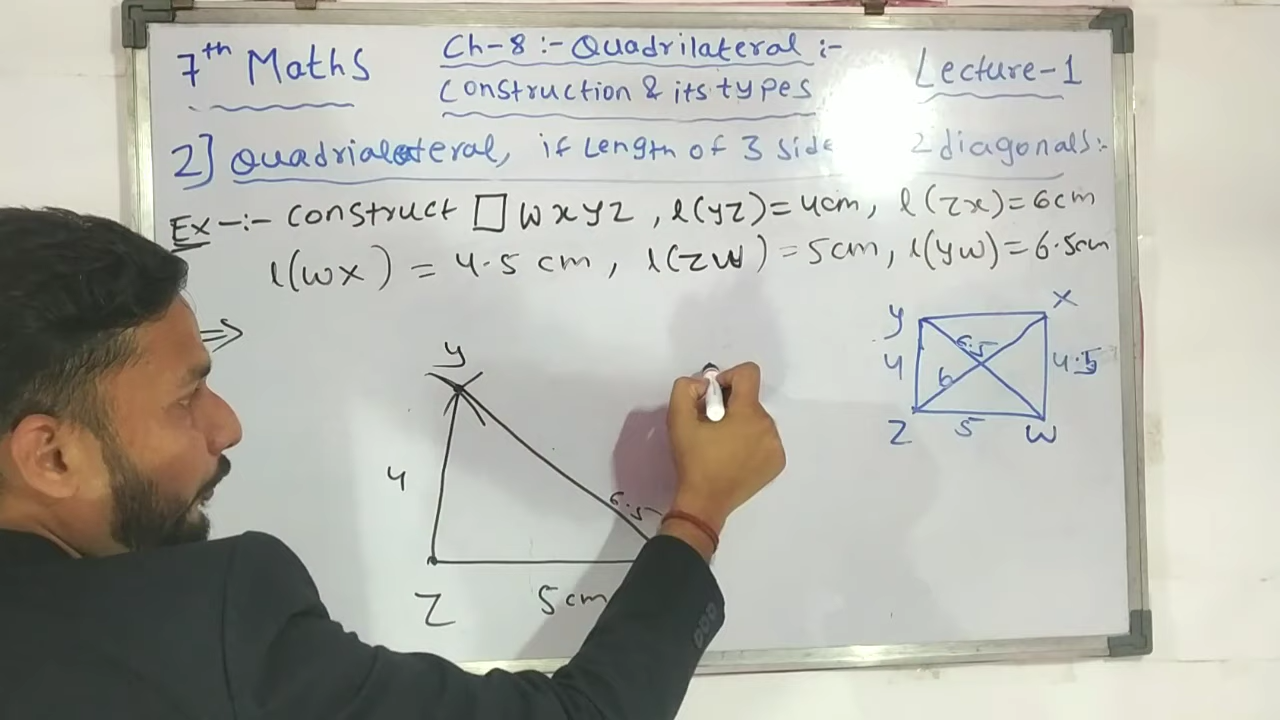 7th Maths
Ch-8 :- Quadrilateral :-
Construction & its types
Lecture-1
2] Quadrialateral, if Length of 3 side 2 diagonals:-
Ex-:- Construct □ WXYZ, l(YZ)=4cm, l(ZX)=6cm
l(WX) = 4.5 cm, l(ZW)=5cm, l(YW)=6.5cm
⇒
Y
4
6.5
Z
5cm
Y
X
6.5
4
6
4.5
Z
5
W